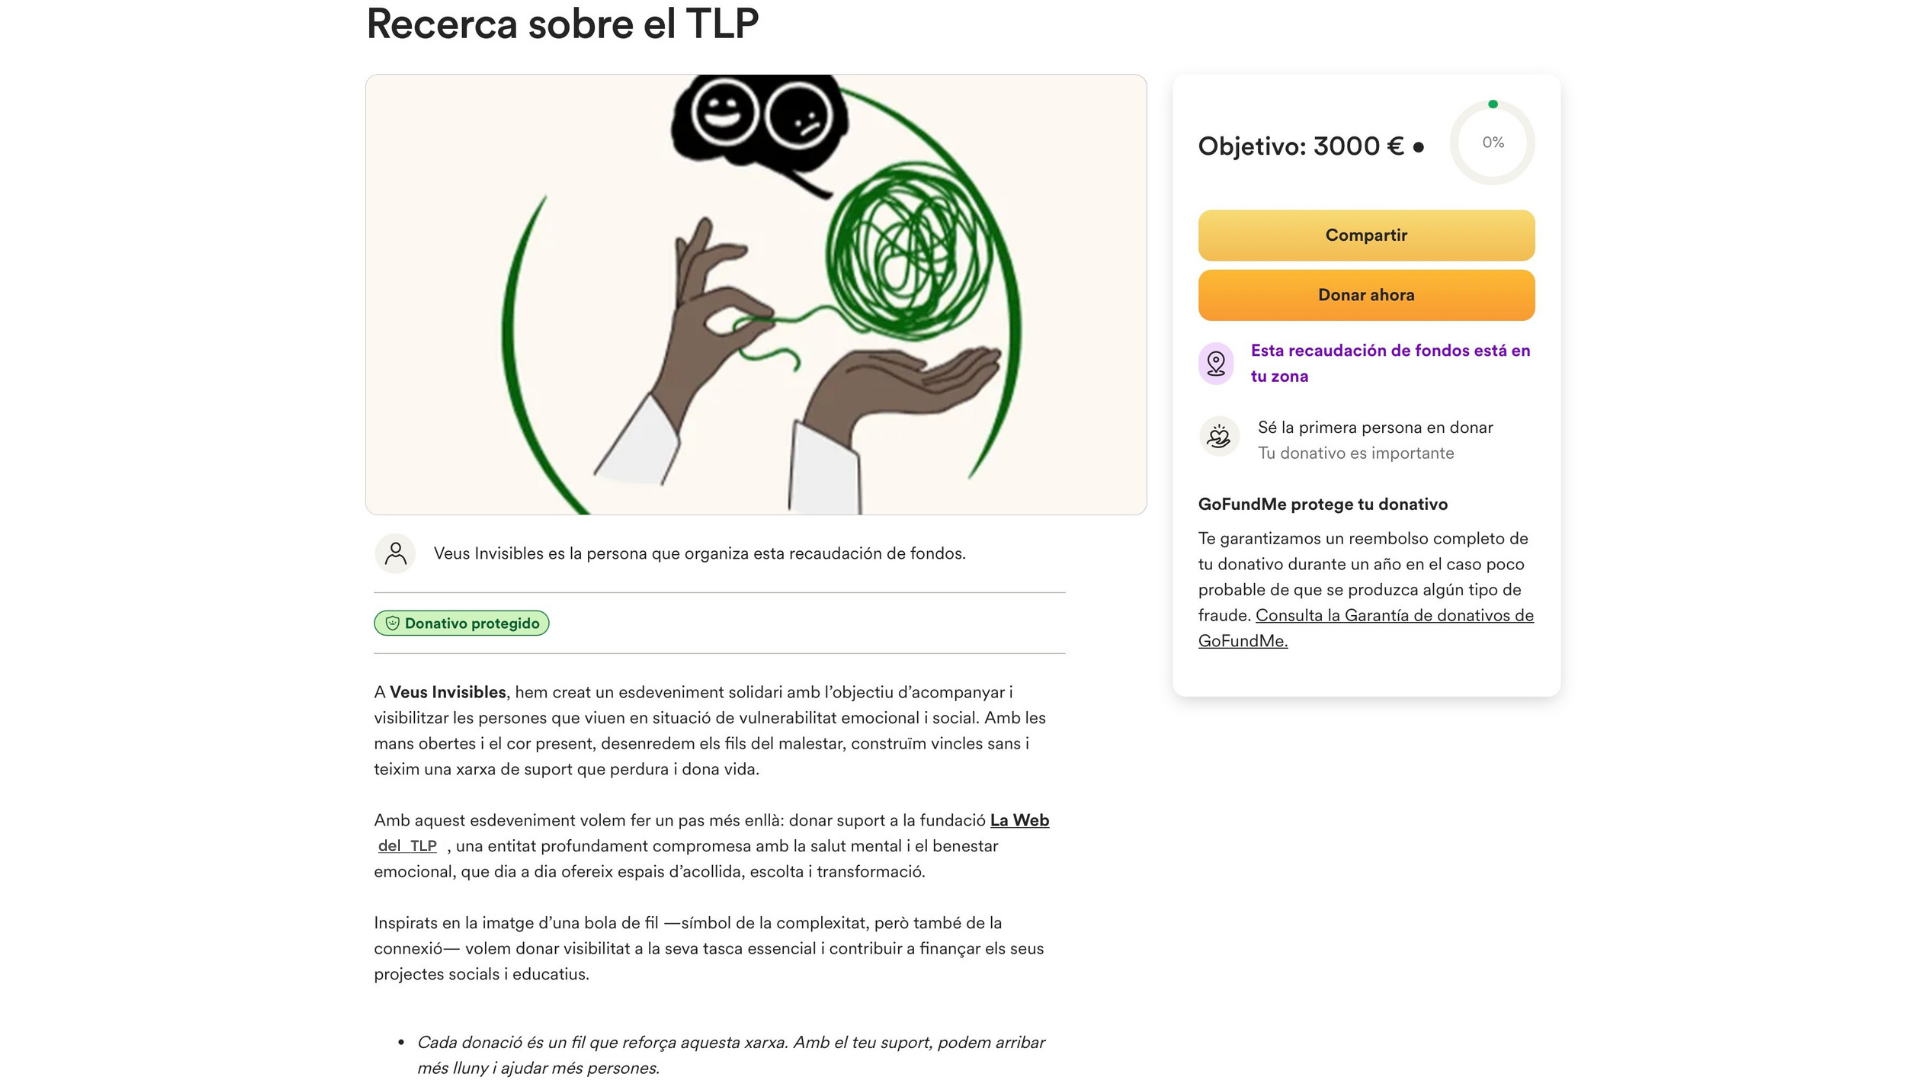 Recerca sobre el TLP
Objetivo: 3000 € •
0%
Compartir
Donar ahora
Esta recaudación de fondos está en
tu zona
Sé la primera persona en donar
Tu donativo es importante
GoFundMe protege tu donativo
Te garantizamos un reembolso completo de
tu donativo durante un año en el caso poco
probable de que se produzca algún tipo de
fraude. Consulta la Garantía de donativos de
GoFundMe.
Veus Invisibles es la persona que organiza esta recaudación de fondos.
Donativo protegido
A Veus Invisibles, hem creat un esdeveniment solidari amb l’objectiu d’acompanyar i
visibilitzar les persones que viuen en situació de vulnerabilitat emocional i social. Amb les
mans obertes i el cor present, desenredem els fils del malestar, construïm vincles sans i
teixim una xarxa de suport que perdura i dona vida.
Amb aquest esdeveniment volem fer un pas més enllà: donar suport a la fundació La Web
del TLP , una entitat profundament compromesa amb la salut mental i el benestar
emocional, que dia a dia ofereix espais d’acollida, escolta i transformació.
Inspirats en la imatge d’una bola de fil —símbol de la complexitat, però també de la
connexió— volem donar visibilitat a la seva tasca essencial i contribuir a finançar els seus
projectes socials i educatius.
• Cada donació és un fil que reforça aquesta xarxa. Amb el teu suport, podem arribar
més lluny i ajudar més persones.